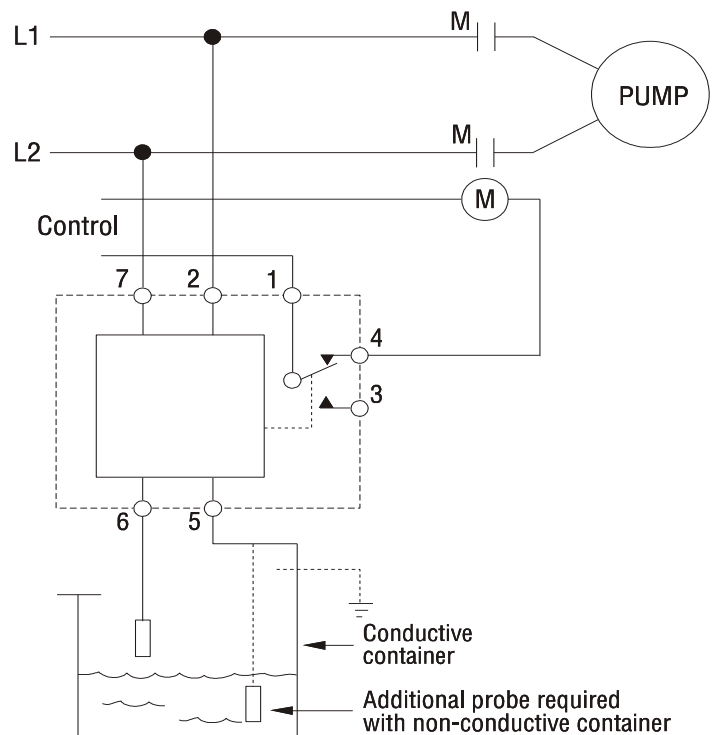 L1
M
PUMP
L2
M
M
Control
7
2
1
4
3
6
5
Conductive
container
Additional probe required
with non-conductive container